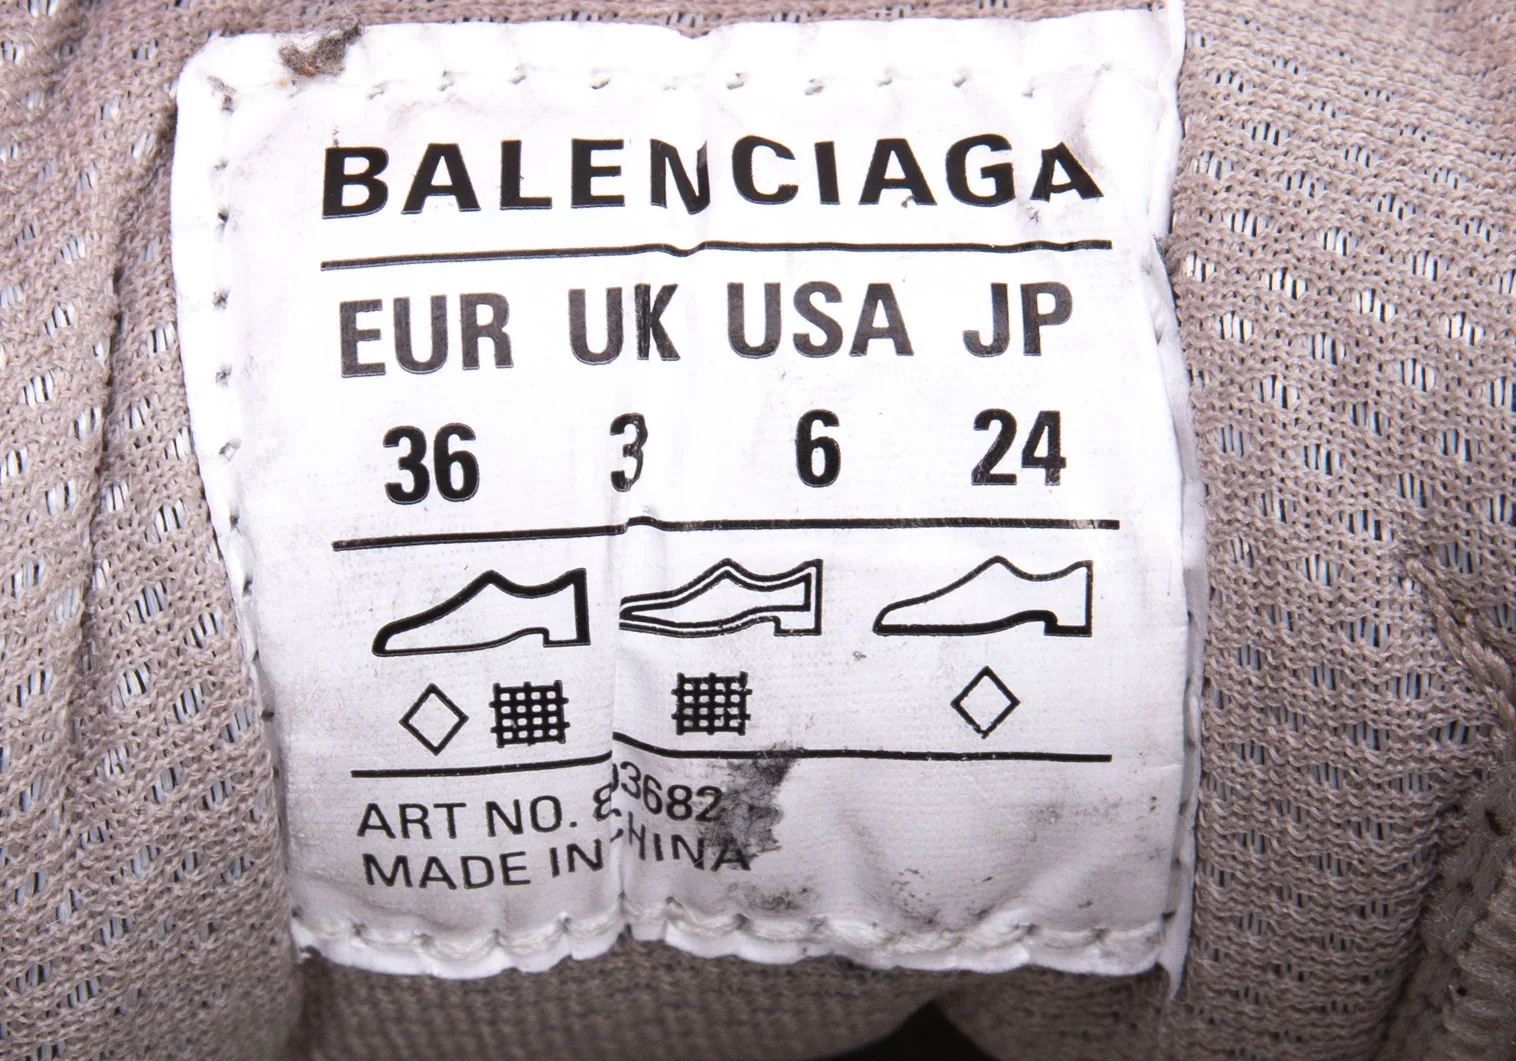 BALENCIAGA
EUR UK USA JP
36 3 6 24
ART NO.
MADE IN CHINA